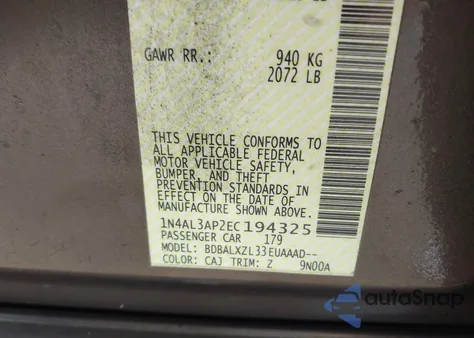 GAWR RR.: 940 KG
2072 LB
THIS VEHICLE CONFORMS TO
ALL APPLICABLE FEDERAL
MOTOR VEHICLE SAFETY,
BUMPER, AND THEFT
PREVENTION STANDARDS IN
EFFECT ON THE DATE OF
MANUFACTURE SHOWN ABOVE.
1N4AL3AP2EC194325
PASSENGER CAR 179
MODEL: BDBALXZL33EUAAAD--
COLOR: CAJ TRIM: Z 9N00A
autoSnap